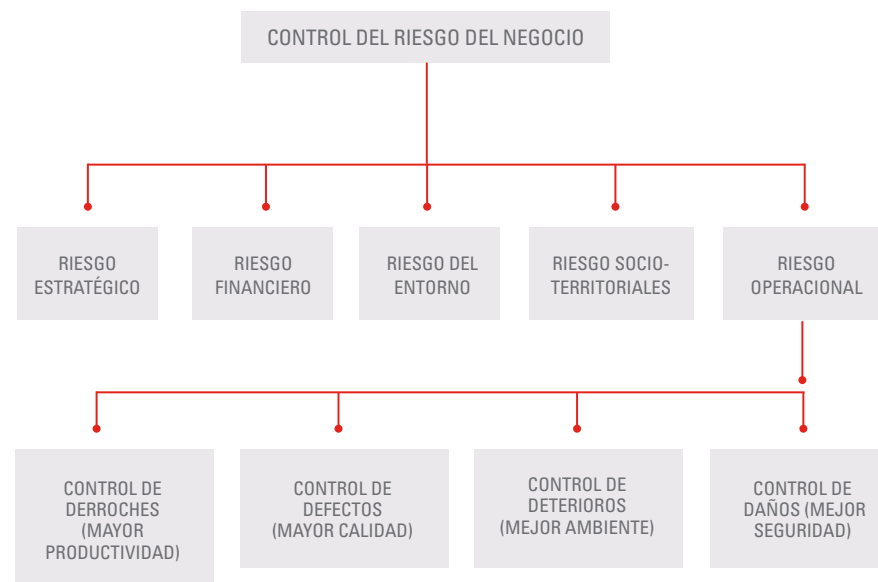 CONTROL DEL RIESGO DEL NEGOCIO
RIESGO
ESTRATÉGICO
RIESGO
FINANCIERO
RIESGO DEL
ENTORNO
RIESGO SOCIO-
TERRITORIALES
RIESGO
OPERACIONAL
CONTROL DE
DERROCHES
(MAYOR
PRODUCTIVIDAD)
CONTROL DE
DEFECTOS
(MAYOR CALIDAD)
CONTROL DE
DETERIOROS
(MEJOR AMBIENTE)
CONTROL DE
DAÑOS (MEJOR
SEGURIDAD)